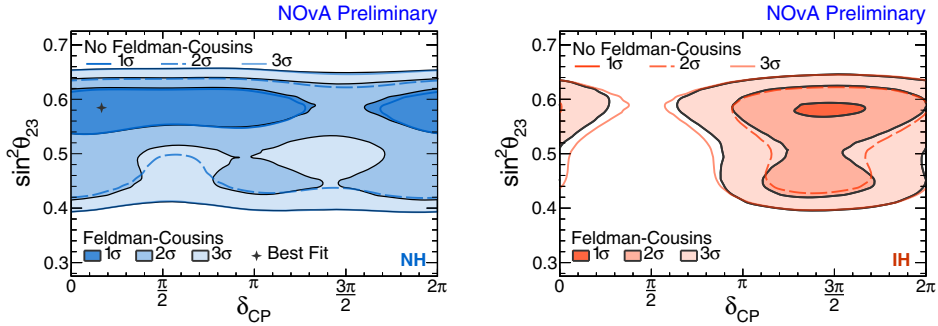 NOvA Preliminary
0.7
0.6
0.5
0.4
0.3
sin²θ₂₃
No Feldman-Cousins
1σ 2σ 3σ
Feldman-Cousins
1σ 2σ 3σ Best Fit
NH
0 π/2 π 3π/2 2π
δCP
NOvA Preliminary
0.7
0.6
0.5
0.4
0.3
sin²θ₂₃
No Feldman-Cousins
1σ 2σ 3σ
Feldman-Cousins
1σ 2σ 3σ
IH
0 π/2 π 3π/2 2π
δCP